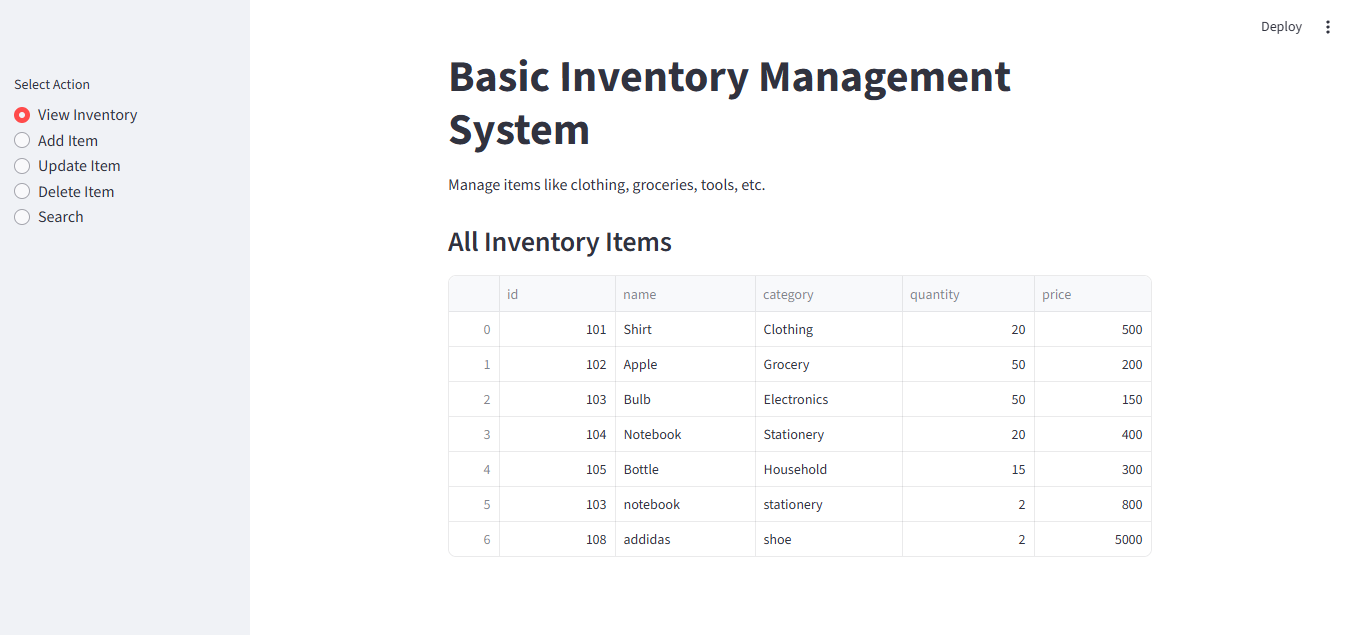 Deploy
Select Action
View Inventory
Add Item
Update Item
Delete Item
Search
Basic Inventory Management
System
Manage items like clothing, groceries, tools, etc.
All Inventory Items
id name category quantity price
0 101 Shirt Clothing 20 500
1 102 Apple Grocery 50 200
2 103 Bulb Electronics 50 150
3 104 Notebook Stationery 20 400
4 105 Bottle Household 15 300
5 103 notebook stationery 2 800
6 108 addidas shoe 2 5000